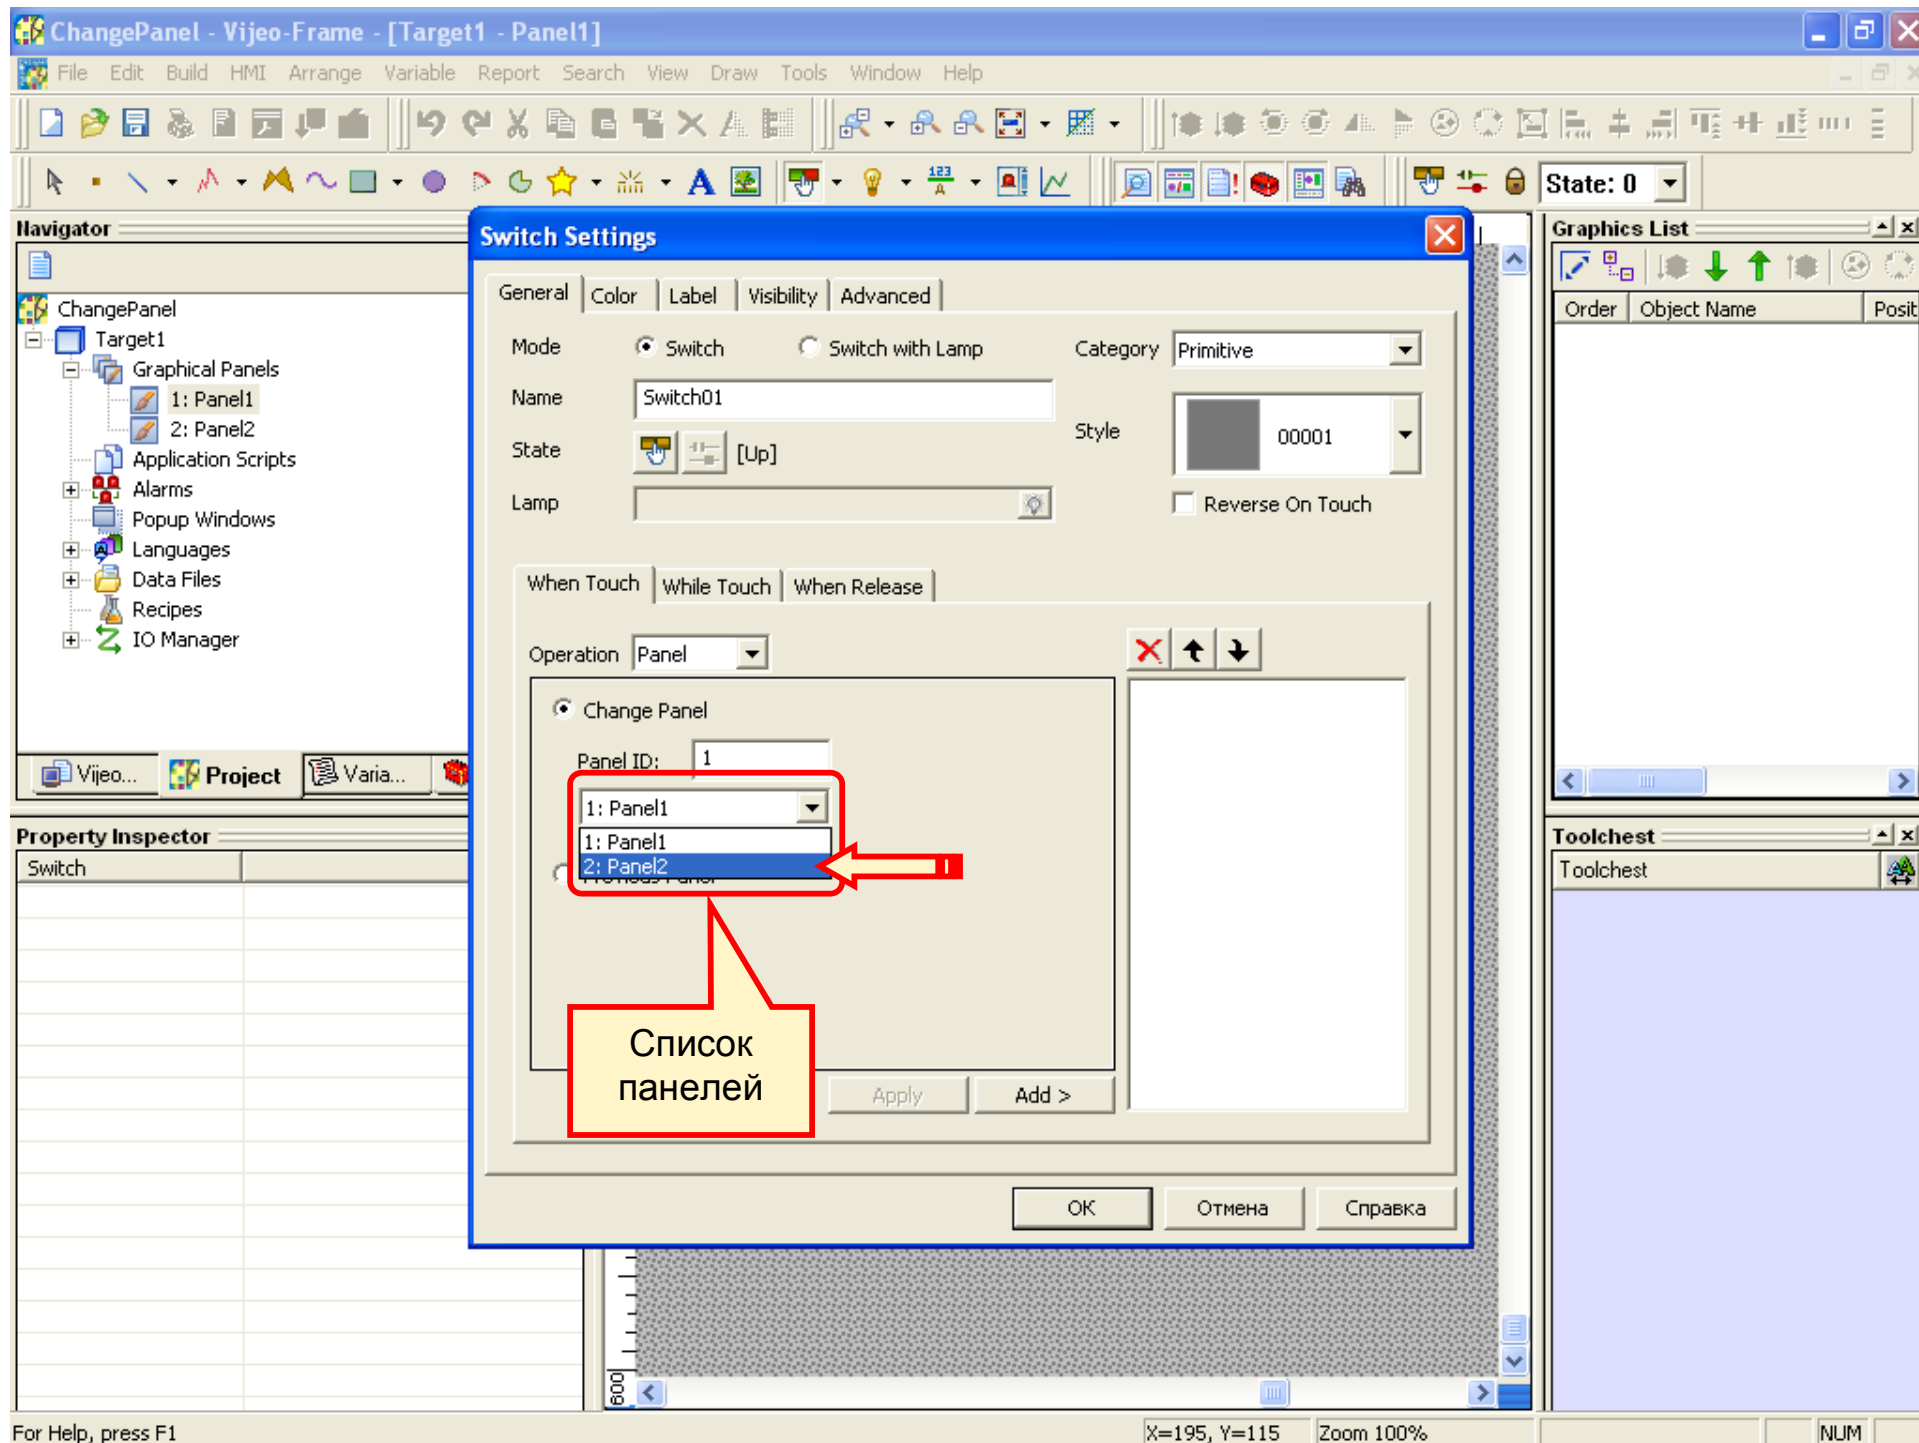 ChangePanel - Vijeo-Frame - [Target1 - Panel1]
File Edit Build HMI Arrange Variable Report Search View Draw Tools Window Help
State: 0
Navigator
ChangePanel
Target1
Graphical Panels
1: Panel1
2: Panel2
Application Scripts
Alarms
Popup Windows
Languages
Data Files
Recipes
IO Manager
Vijeo... Project Varia...
Property Inspector
Switch
Switch Settings
General Color Label Visibility Advanced
Mode Switch Switch with Lamp Category Primitive
Name Switch01
Style 00001
State [Up]
Lamp Reverse On Touch
When Touch While Touch When Release
Operation Panel
Change Panel
Panel ID: 1
1: Panel1
1: Panel1
2: Panel2
Previous Panel
Список
панелей
Apply Add >
ОК Отмена Справка
600
Graphics List
Order Object Name Posit
Toolchest
Toolchest
For Help, press F1 X=195, Y=115 Zoom 100% NUM